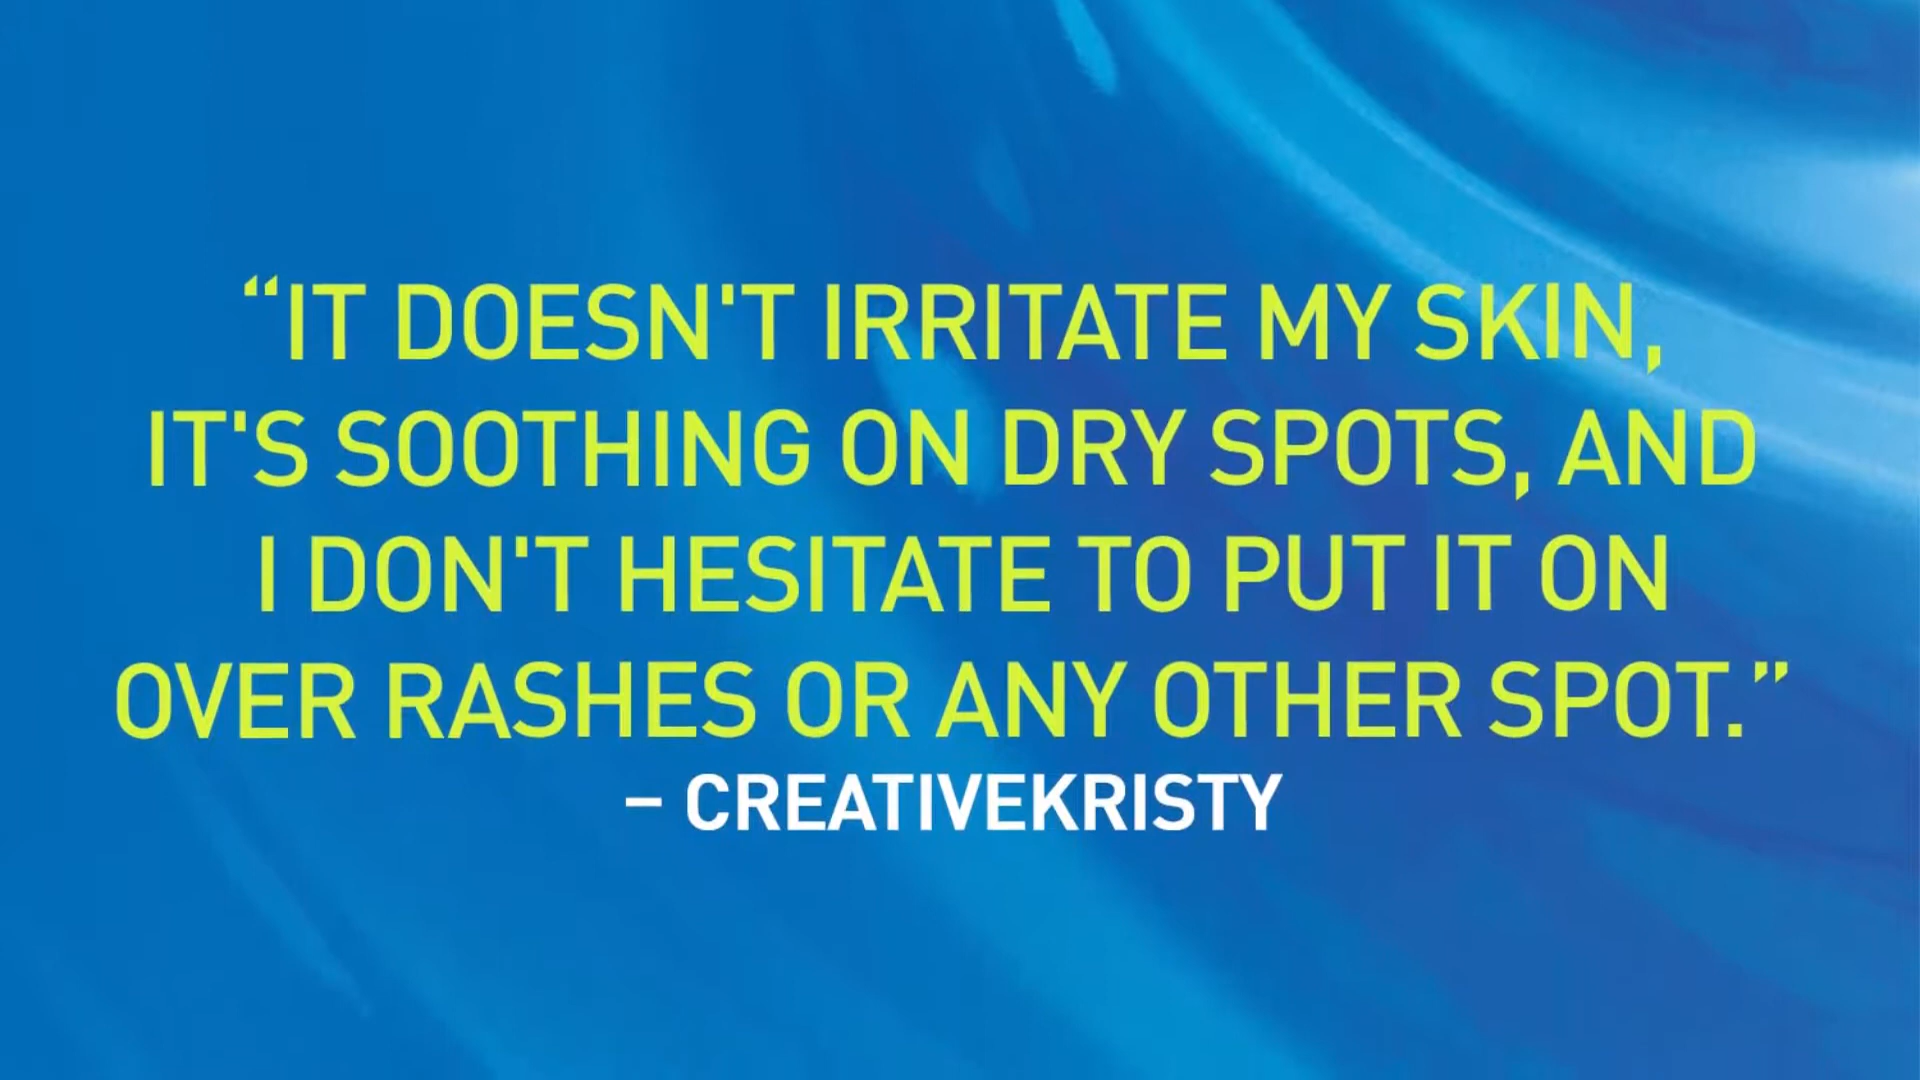 “IT DOESN'T IRRITATE MY SKIN,
IT'S SOOTHING ON DRY SPOTS, AND
I DON'T HESITATE TO PUT IT ON
OVER RASHES OR ANY OTHER SPOT.”
– CREATIVEKRISTY